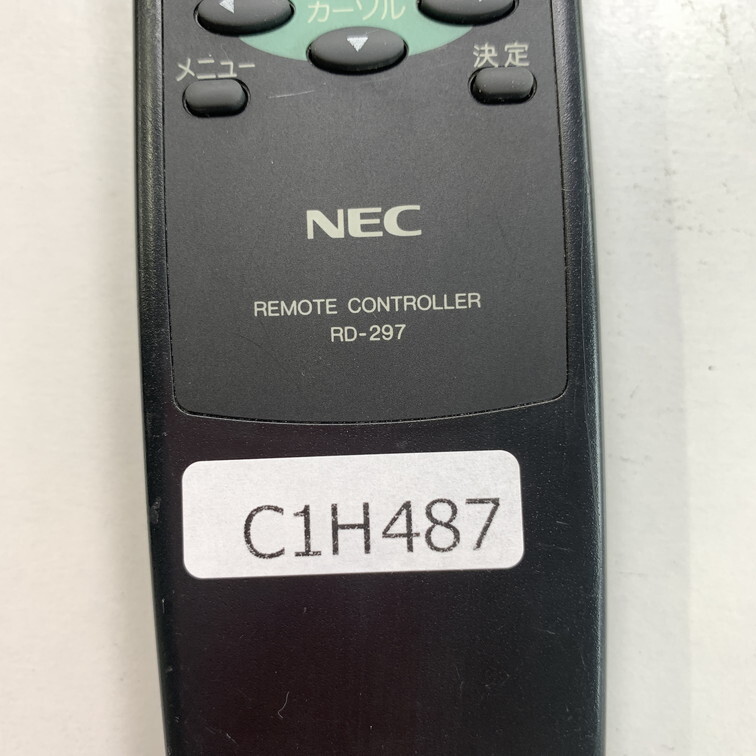 カーソル
メニュー
決定
NEC
REMOTE CONTROLLER
RD-297
C1H487